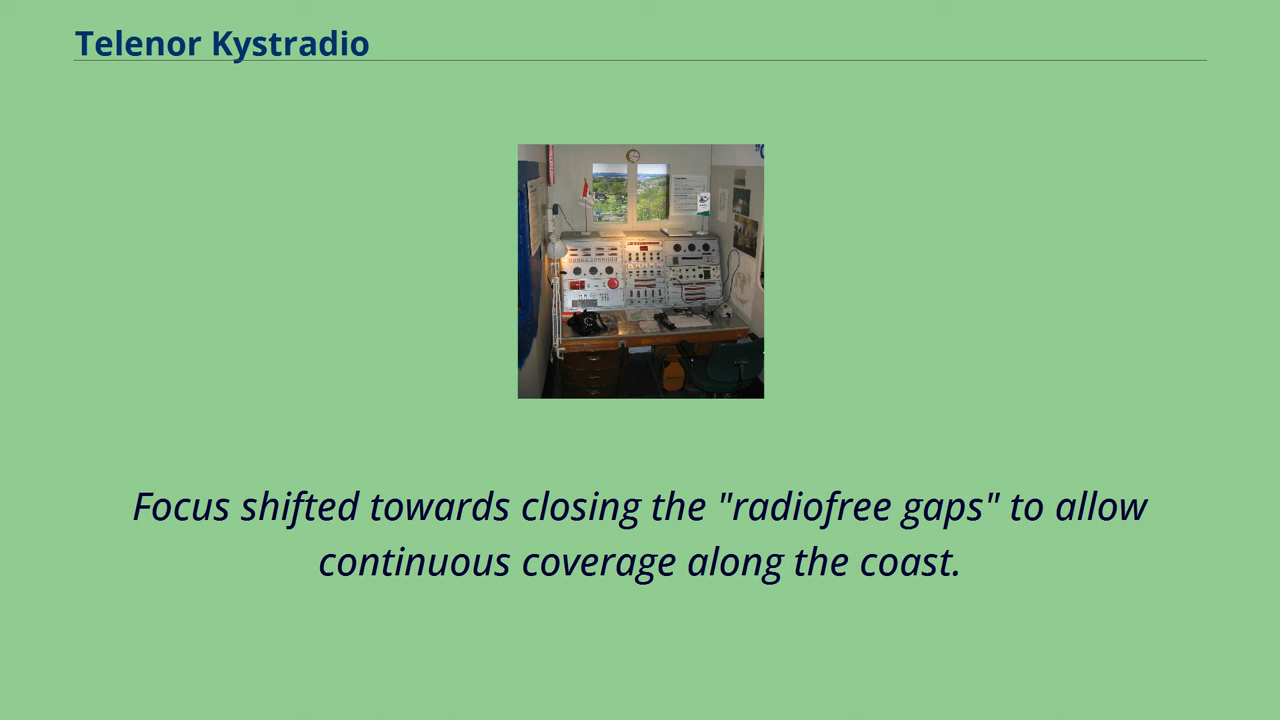 Telenor Kystradio
Focus shifted towards closing the "radiofree gaps" to allow
continuous coverage along the coast.